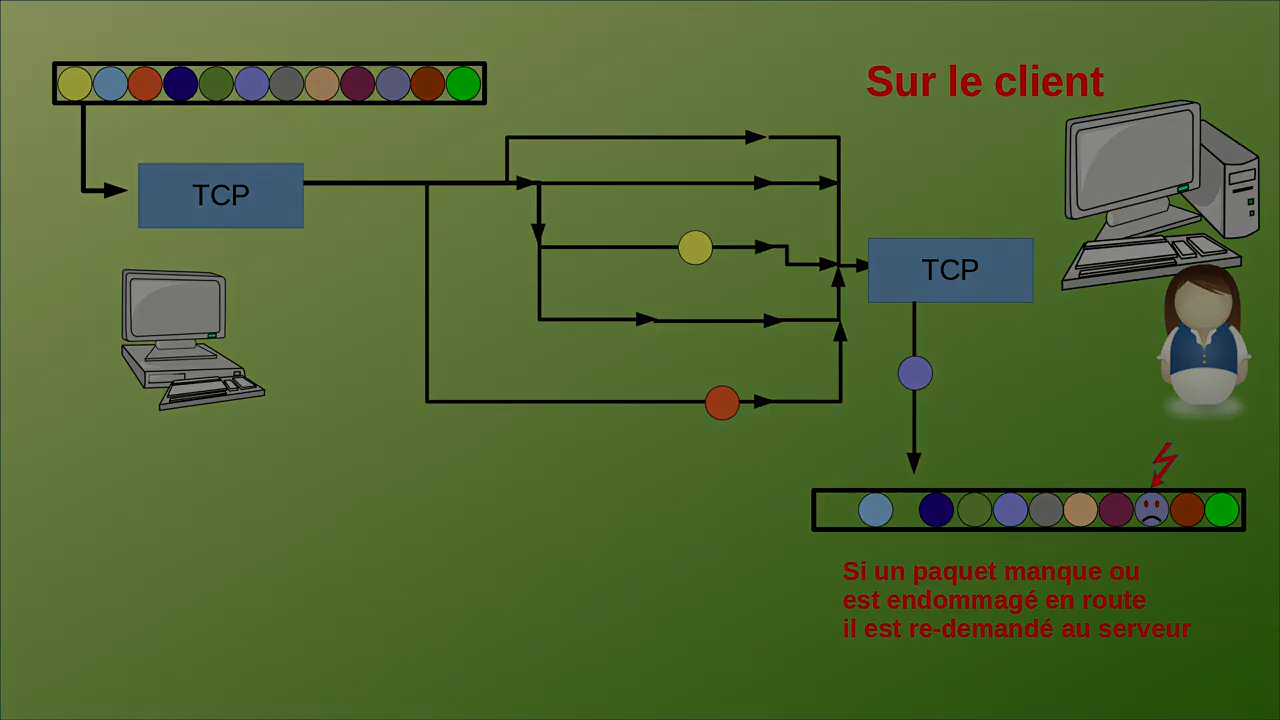 Sur le client
TCP
TCP
Si un paquet manque ou
est endommagé en route
il est re-demandé au serveur